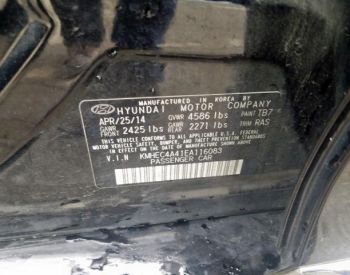 MANUFACTURED IN KOREA BY
HYUNDAI MOTOR COMPANY
APR/25/14 GVWR 4586 lbs PAINT TB7
GAWR FRONT 2425 lbs GAWR REAR 2271 lbs TRIM RAS
THIS VEHICLE CONFORMS TO ALL APPLICABLE FEDERAL
MOTOR VEHICLE SAFETY, BUMPER, AND THEFT
PREVENTION STANDARDS IN EFFECT ON THE DATE
OF MANUFACTURE SHOWN ABOVE.
V.I.N KMHEC4A41EA116083
PASSENGER CAR